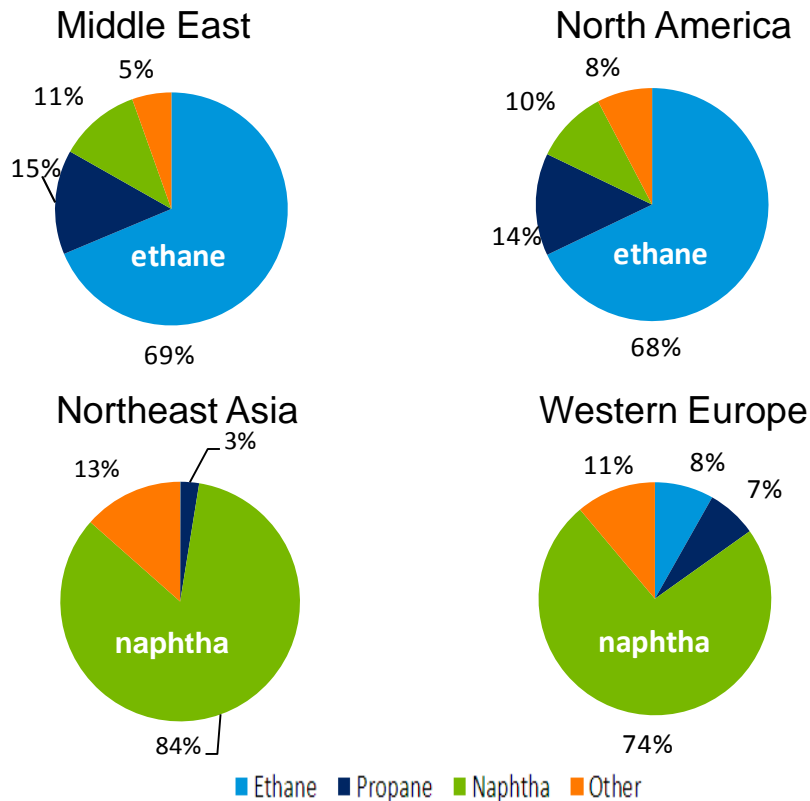 Middle East
5%
11%
15%
ethane
69%
North America
8%
10%
14%
ethane
68%
Northeast Asia
3%
13%
naphtha
84%
Western Europe
11%
8%
7%
naphtha
74%
Ethane Propane Naphtha Other